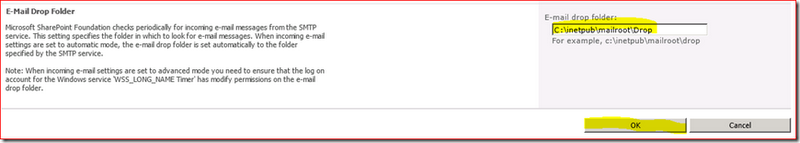 E-Mail Drop Folder
Microsoft SharePoint Foundation checks periodically for incoming e-mail messages from the SMTP
service. This setting specifies the folder in which to look for e-mail messages. When incoming e-mail
settings are set to automatic mode, the e-mail drop folder is set automatically to the folder
specified by the SMTP service.
Note: When incoming e-mail settings are set to advanced mode you need to ensure that the log on
account for the Windows service 'WSS_LONG_NAME Timer' has modify permissions on the e-mail
drop folder.
E-mail drop folder:
C:\inetpub\mailroot\Drop
For example, c:\inetpub\mailroot\drop
OK
Cancel